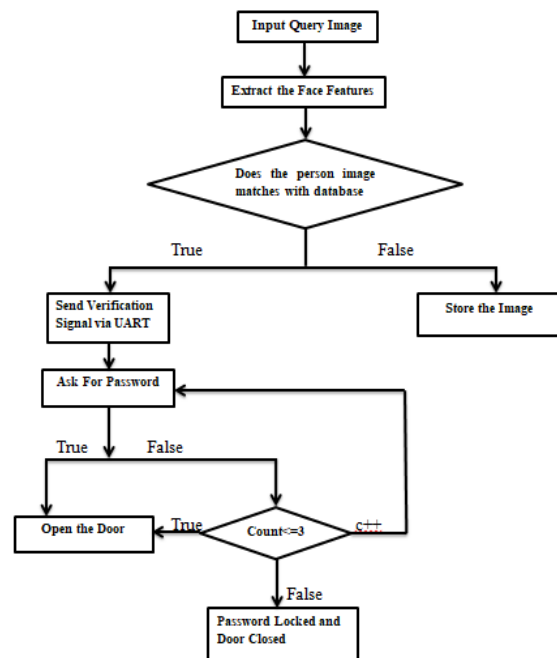 Input Query Image
Extract the Face Features
Does the person image
matches with database
True
False
Send Verification
Signal via UART
Store the Image
Ask For Password
True
False
Open the Door
True
Count<=3
c++
False
Password Locked and
Door Closed